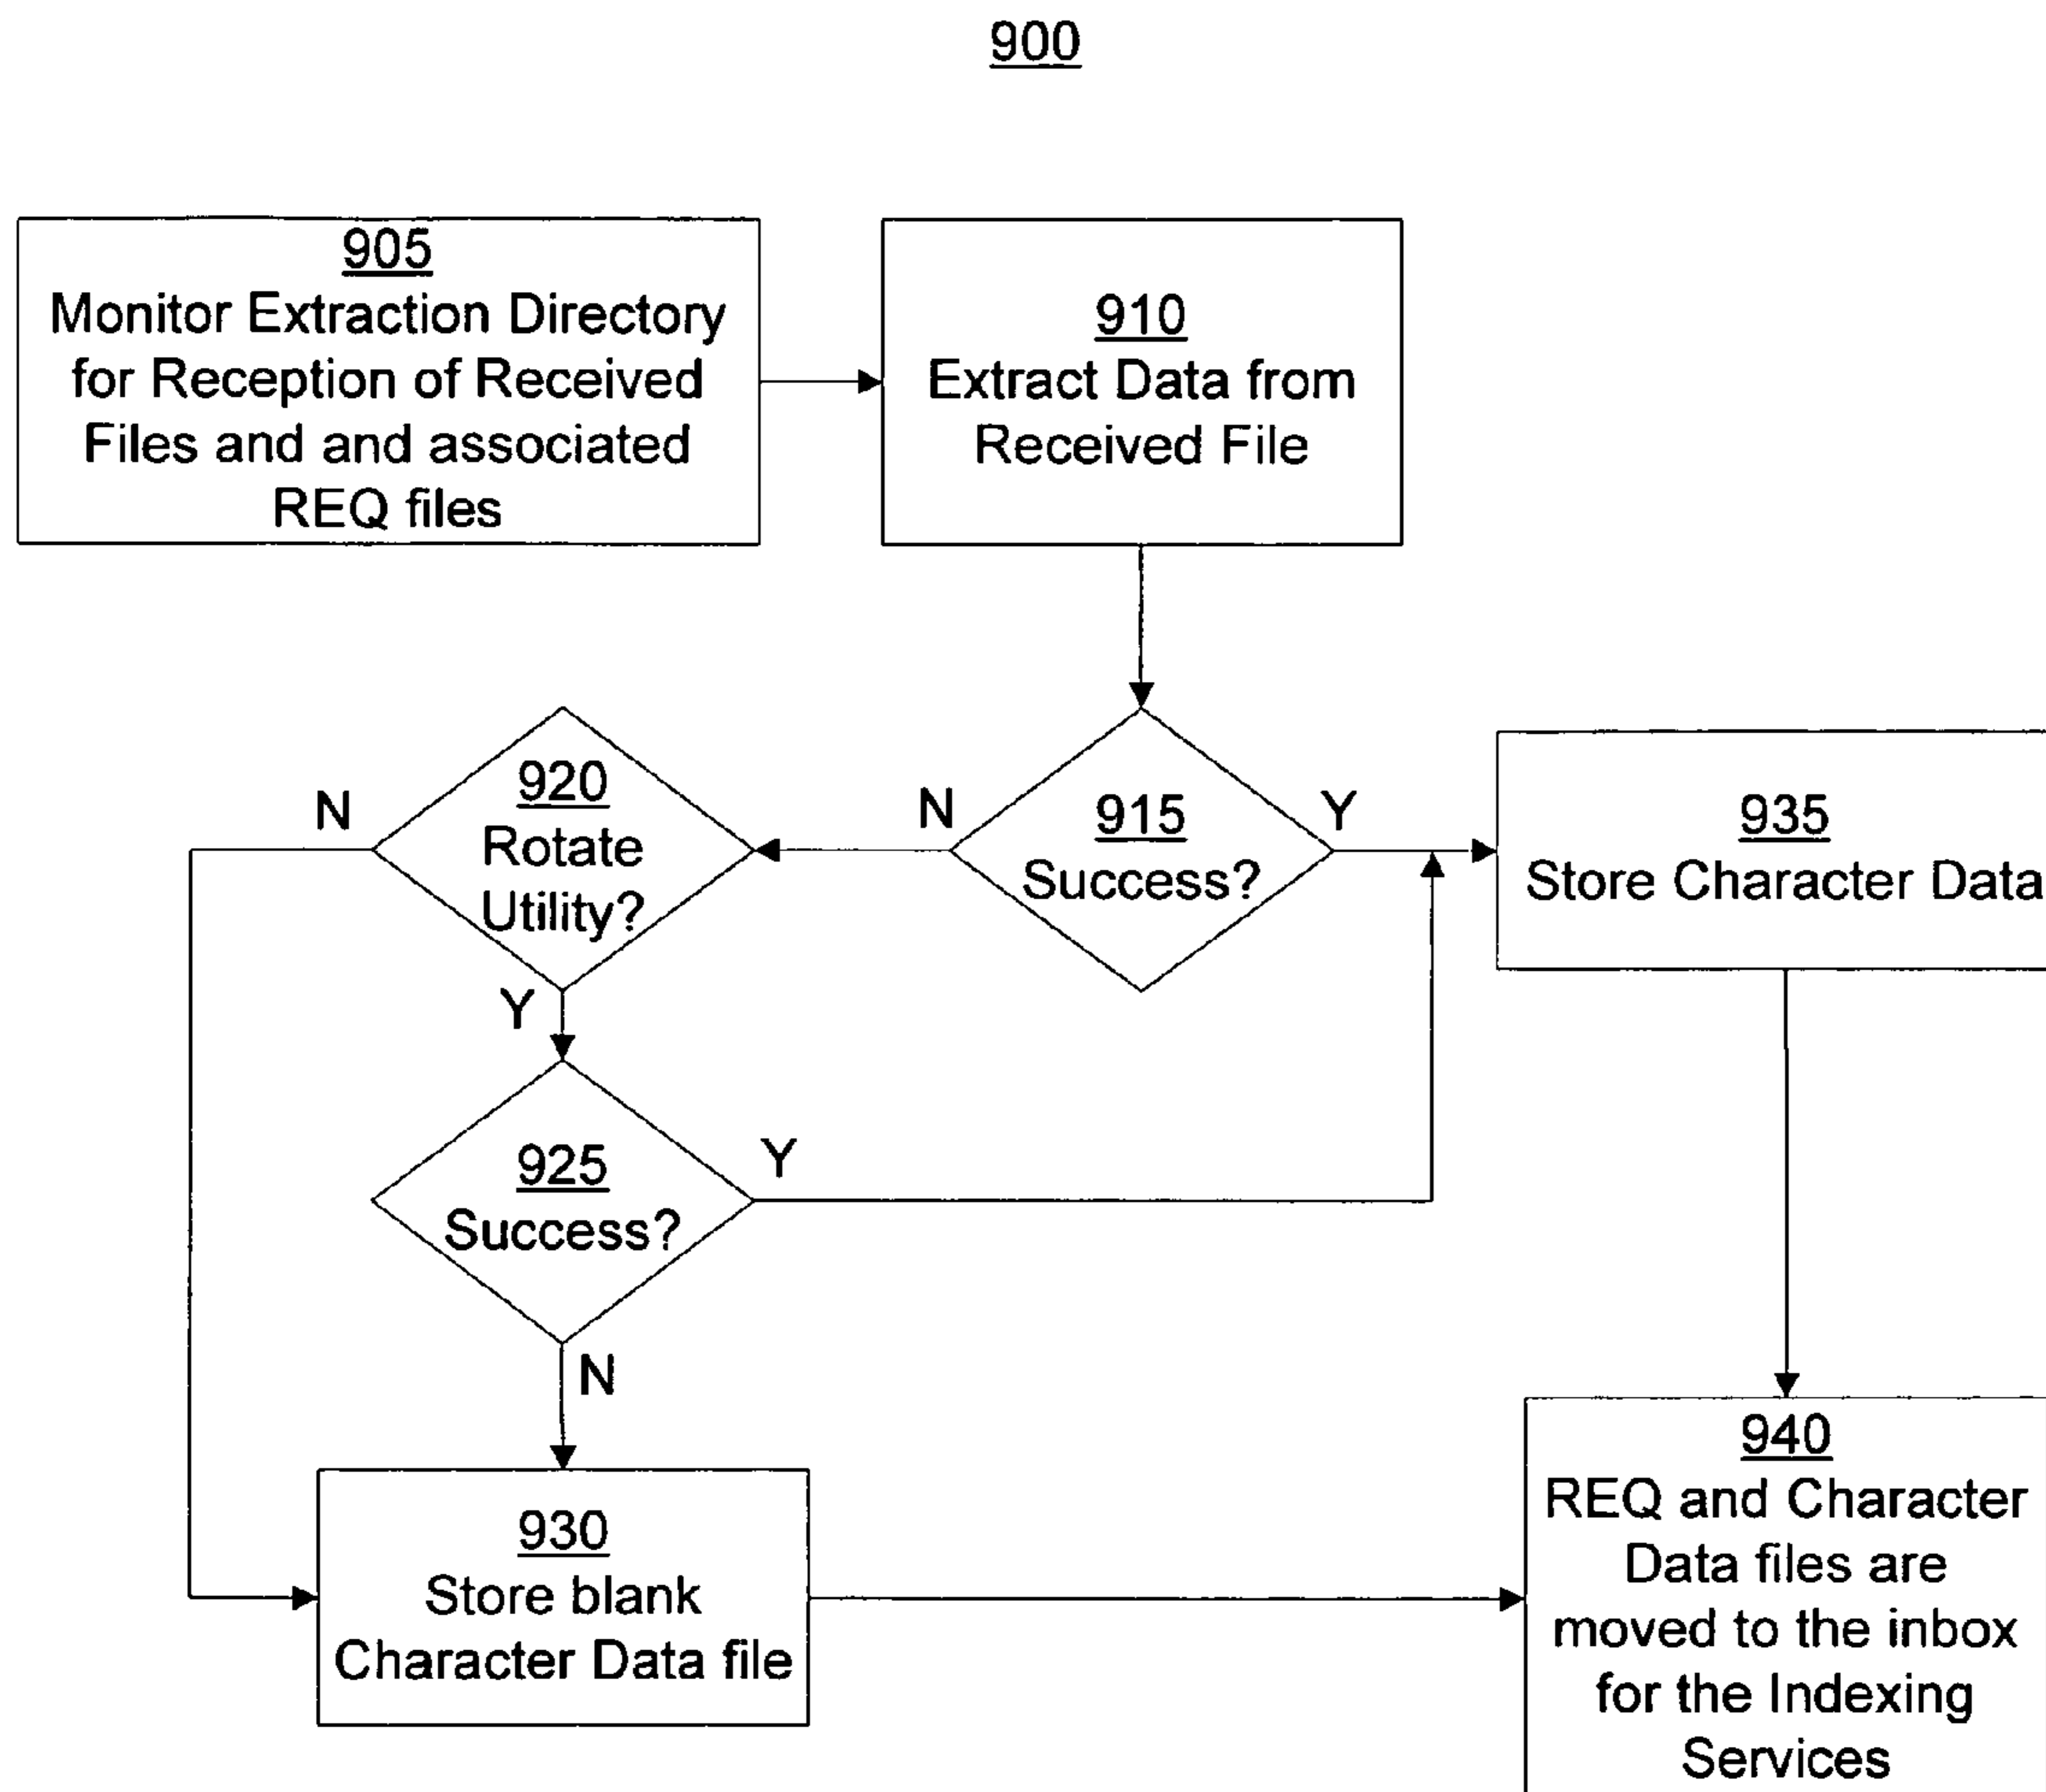 900
905
Monitor Extraction Directory
for Reception of Received
Files and and associated
REQ files
910
Extract Data from
Received File
920
Rotate
Utility?
N
Y
915
Success?
N
Y
935
Store Character Data
925
Success?
Y
N
930
Store blank
Character Data file
940
REQ and Character
Data files are
moved to the inbox
for the Indexing
Services